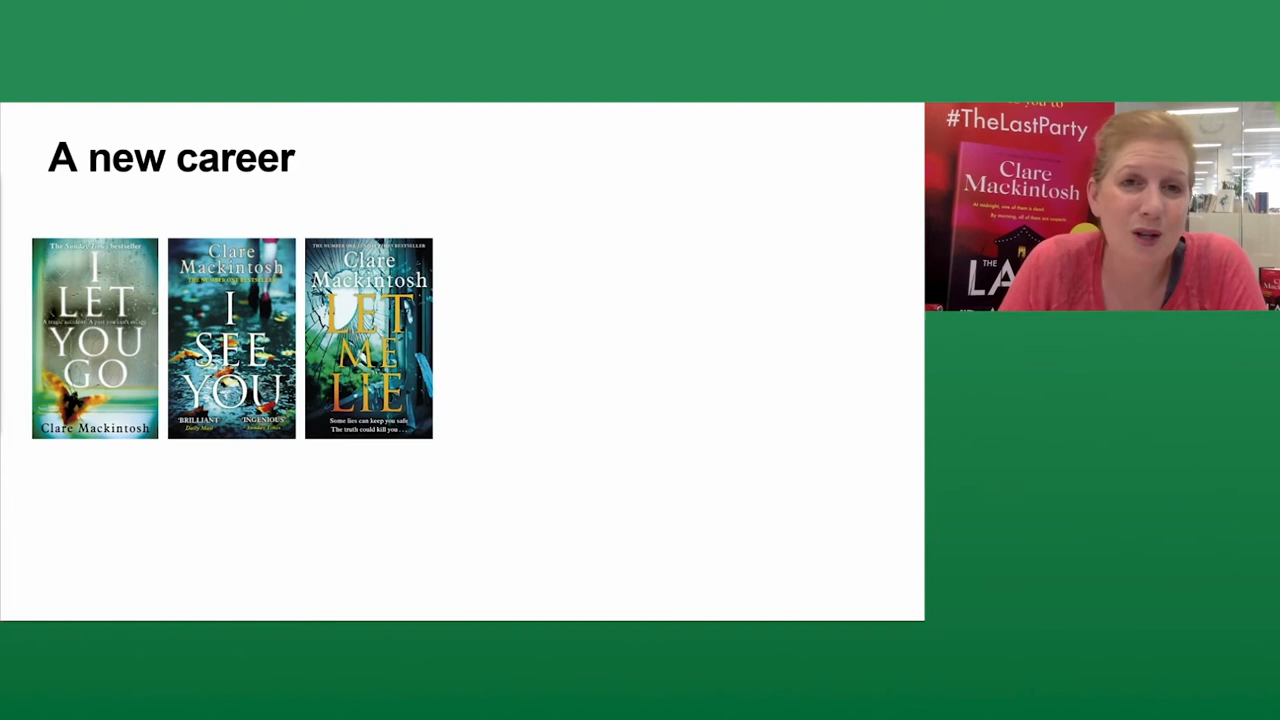 A new career
The Sunday Times bestseller
I
LET
YOU
GO
A tragic accident. A past you can't escape.
Clare Mackintosh
Clare
Mackintosh
THE NUMBER ONE BESTSELLER
I
SEE
YOU
'BRILLIANT'
Daily Mail
'INGENIOUS'
Sunday Times
THE NUMBER ONE SUNDAY TIMES BESTSELLER
Clare
Mackintosh
LET
ME
LIE
Some lies can keep you safe
The truth could kill you . . .
you to
#TheLastParty
Clare
Mackintosh
At midnight, one of them is dead.
By morning, all of them are suspects.
THE
LA